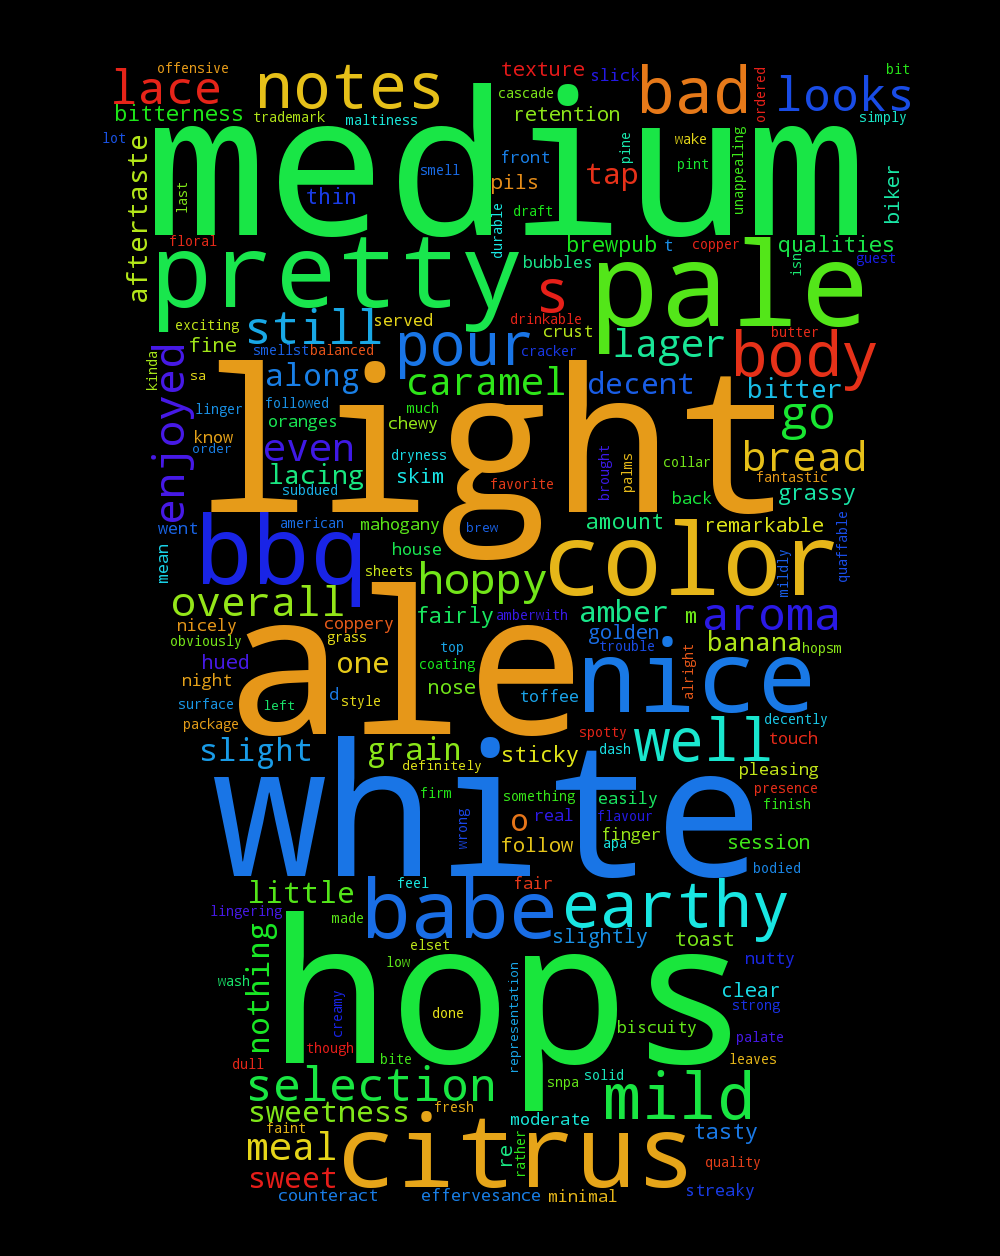 offensive
texture
slick
bit
lace
notes
bad
looks
ordered
cascade
bitterness
trademark
maltiness
retention
simply
medium
lot
aftertaste
last
thin
smell
front
pils
tap
pine
wake
pint
unappealing
biker
draft
durable
floral
pretty
brewpub
t
copper
qualities
isn
guest
bubbles
s
pale
exciting
still
served
drinkable
crust
butter
fine
smellst
balanced
pour
cracker
lager
body
kinda
enjoyed
sa
along
caramel
decent
bitter
linger
followed
much
light
go
know
oranges
chewy
order
even
dryness
brought
palms
collar
bread
lacing
skim
favorite
fantastic
subdued
back
grassy
went
american
mahogany
brew
amount
remarkable
quaffable
mean
bbq
house
color
mildly
sheets
hoppy
overall
fairly
amberwith
amber
m
aroma
nicely
coppery
grass
golden
trouble
banana
hopsm
obviously
ale
top
nice
alright
hued
one
coating
night
nose
toffee
d
style
surface
left
package
spotty
well
decently
touch
slight
grain
sticky
dash
definitely
pleasing
white
firm
something
easily
presence
finish
wrong
o
real
flavour
finger
follow
apa
session
bodied
feel
fair
little
babe
earthy
lingering
made
slightly
toast
nothing
elset
low
nutty
wash
hops
representation
clear
strong
creamy
done
biscuity
palate
though
bite
dull
leaves
selection
snpa
solid
mild
sweetness
fresh
moderate
faint
meal
citrus
re
rather
tasty
sweet
quality
counteract
effervesance
minimal
streaky